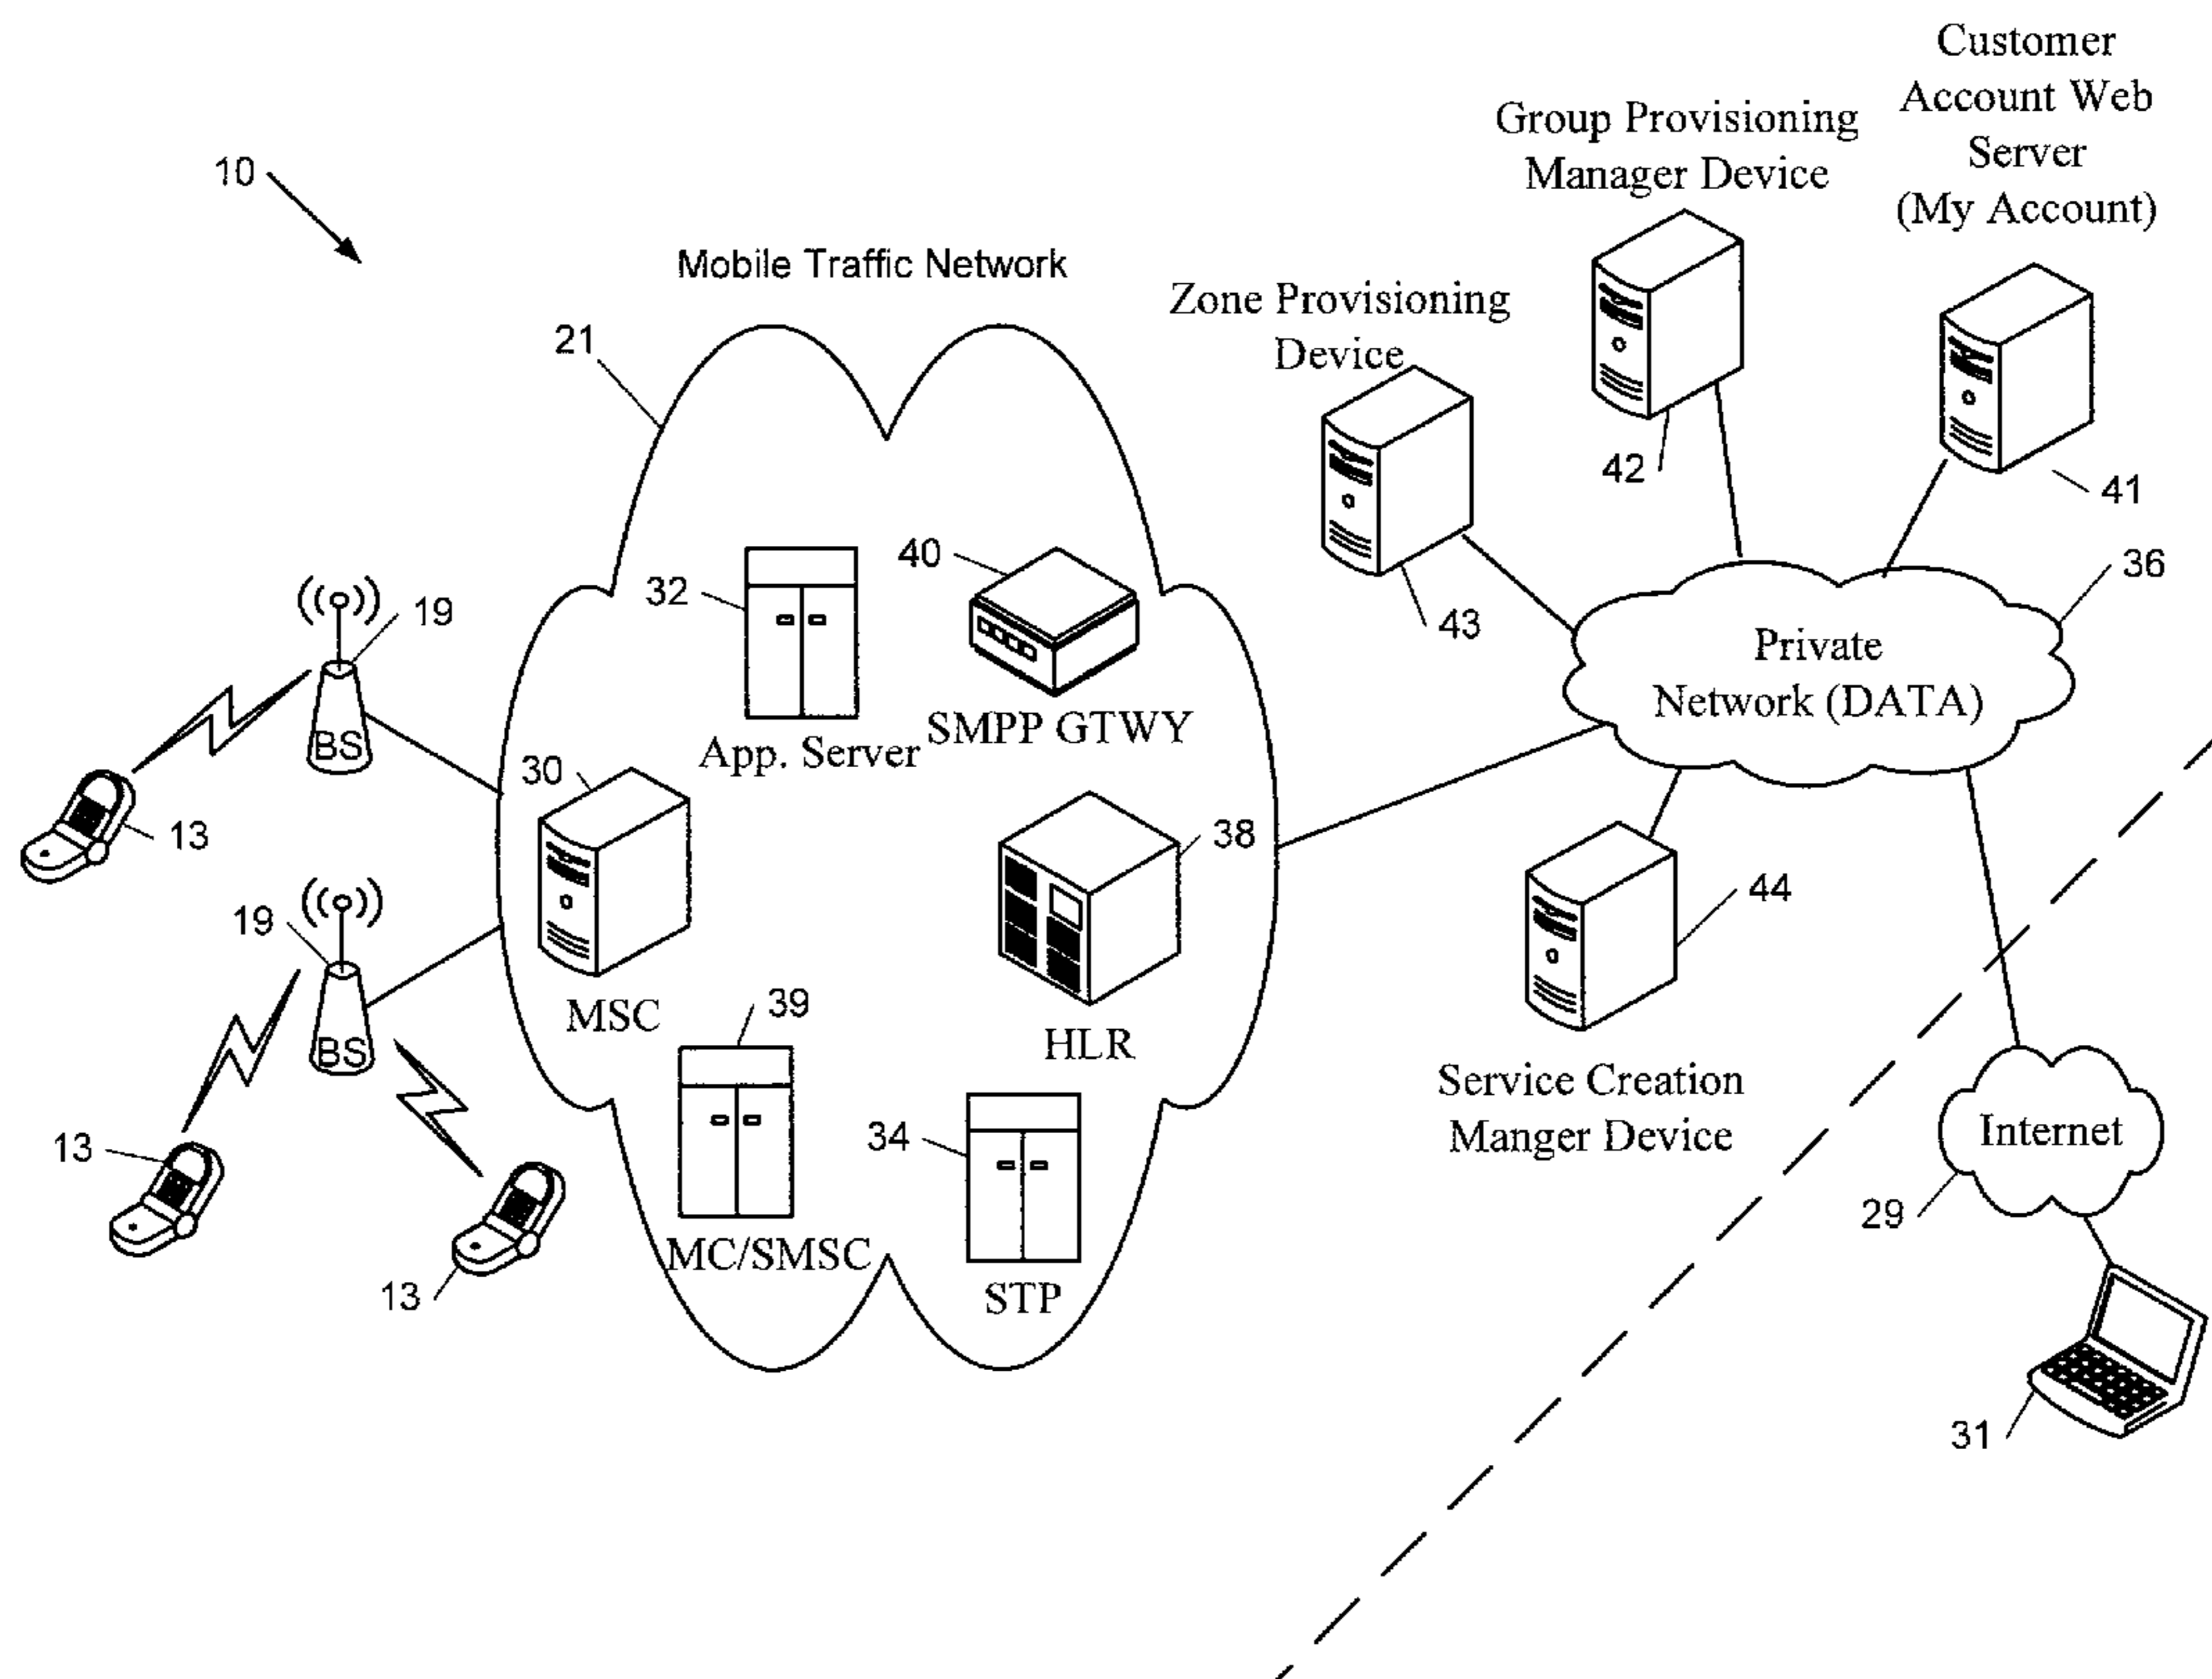 Customer
Account Web
Server
(My Account)
Group Provisioning
Manager Device
10
Mobile Traffic Network
Zone Provisioning
Device
21
42
41
40
36
32
43
19
Private
Network (DATA)
SMPP GTWY
App. Server
BS
30
13
38
44
19
MSC
39
HLR
BS
Service Creation
Manger Device
Internet
34
13
29
MC/SMSC
STP
13
31